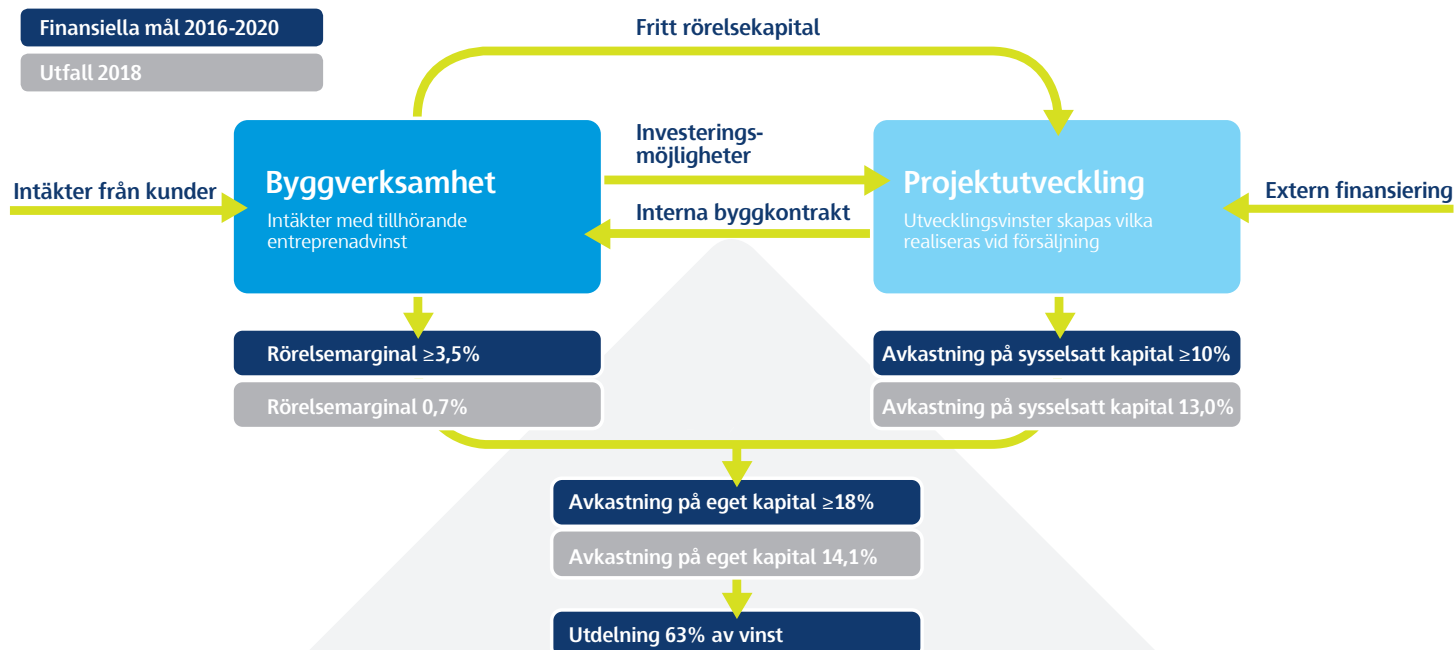 Finansiella mål 2016-2020
Utfall 2018
Fritt rörelsekapital
Intäkter från kunder
Byggverksamhet
Intäkter med tillhörande
entreprenadvinst
Investerings-
möjligheter
Interna byggkontrakt
Projektutveckling
Utvecklingsvinster skapas vilka
realiseras vid försäljning
Extern finansiering
Rörelsemarginal ≥3,5%
Rörelsemarginal 0,7%
Avkastning på sysselsatt kapital ≥10%
Avkastning på sysselsatt kapital 13,0%
Avkastning på eget kapital ≥18%
Avkastning på eget kapital 14,1%
Utdelning 63% av vinst